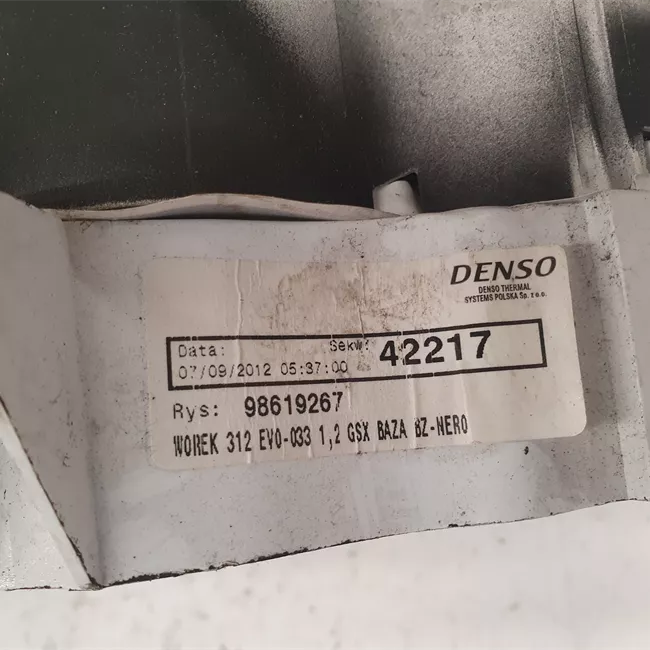 DENSO
DENSO THERMAL
SYSTEMS POLSKA Sp. z o.o.
Data: Sekw: 42217
07/09/2012 05:37:00
Rys: 98619267
WOREK 312 EVO-033 1,2 GSX BAZA BZ-NERO